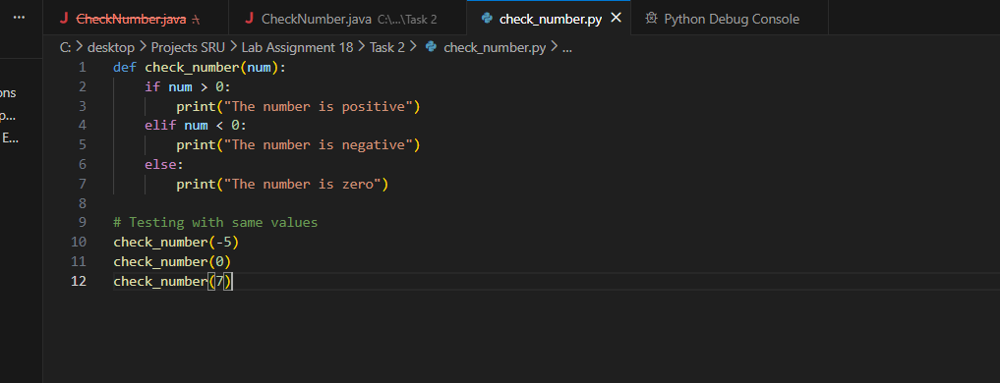 ··· J CheckNumber.java A J CheckNumber.java C:\...\Task 2 check_number.py × Python Debug Console
C: > desktop > Projects SRU > Lab Assignment 18 > Task 2 > check_number.py > ...
ons
p...
E...
1 def check_number(num):
2     if num > 0:
3         print("The number is positive")
4     elif num < 0:
5         print("The number is negative")
6     else:
7         print("The number is zero")
8
9 # Testing with same values
10 check_number(-5)
11 check_number(0)
12 check_number(7)